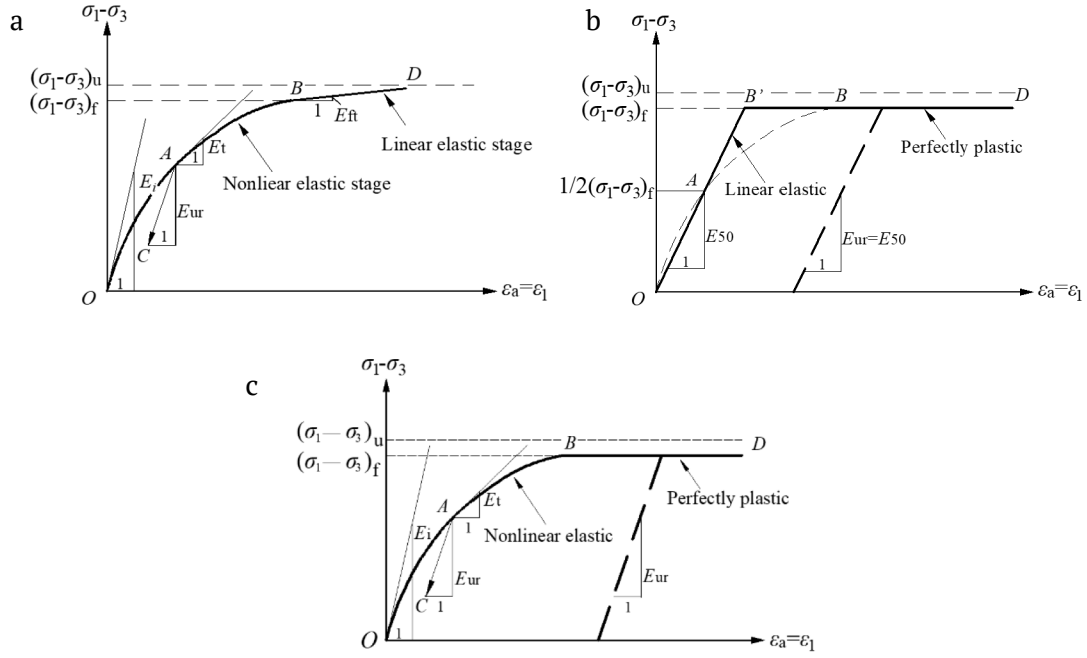 a
σ₁-σ₃
(σ₁-σ₃)u
(σ₁-σ₃)f
B
D
1
Eft
Linear elastic stage
A
Et
1
Nonliear elastic stage
Ei
Eur
C
1
O
1
εa=ε1
b
σ₁-σ₃
(σ₁-σ₃)u
(σ₁-σ₃)f
B’
B
D
Perfectly plastic
A
1/2(σ₁-σ₃)f
Linear elastic
E50
1
Eur=E50
1
O
εa=ε1
c
σ₁-σ₃
(σ₁— σ₃)u
(σ₁— σ₃)f
B
D
Perfectly plastic
A
Et
1
Nonlinear elastic
Ei
Eur
C
1
Eur
1
O
1
εa=ε1